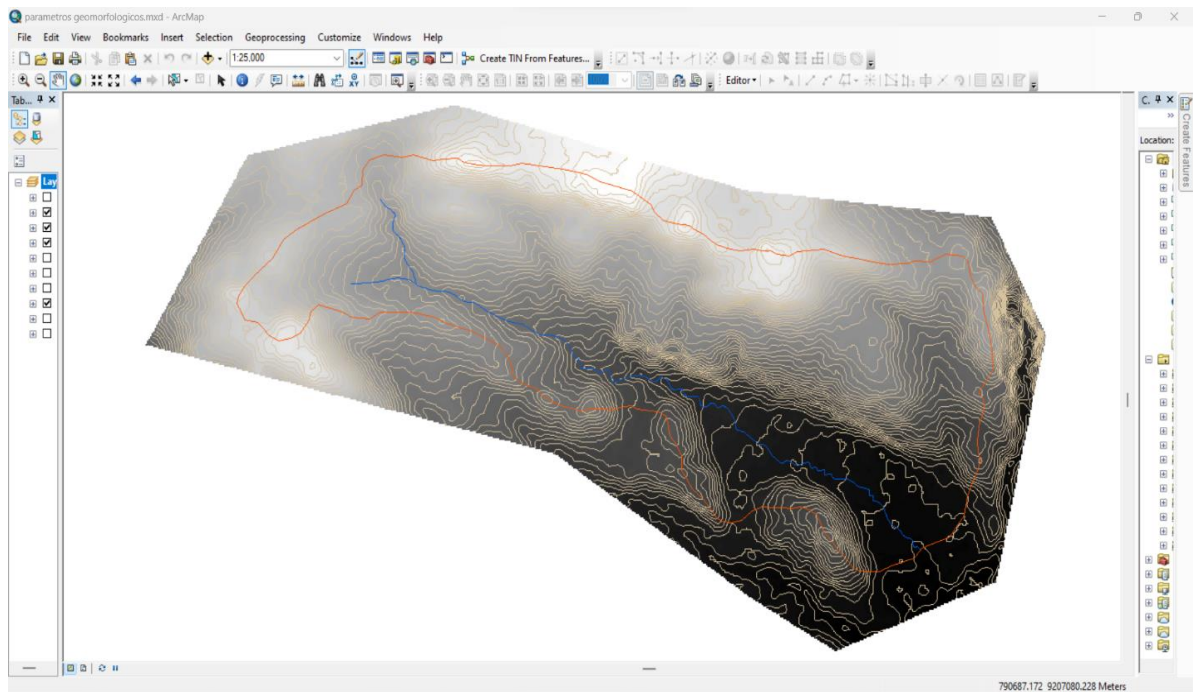 parametros geomorfologicos.mxd - ArcMap
File Edit View Bookmarks Insert Selection Geoprocessing Customize Windows Help
1:25.000 Create TIN From Features...
Editor
Tab...
C.
Location:
Lay
Create Features
790687.172 9207080.228 Meters